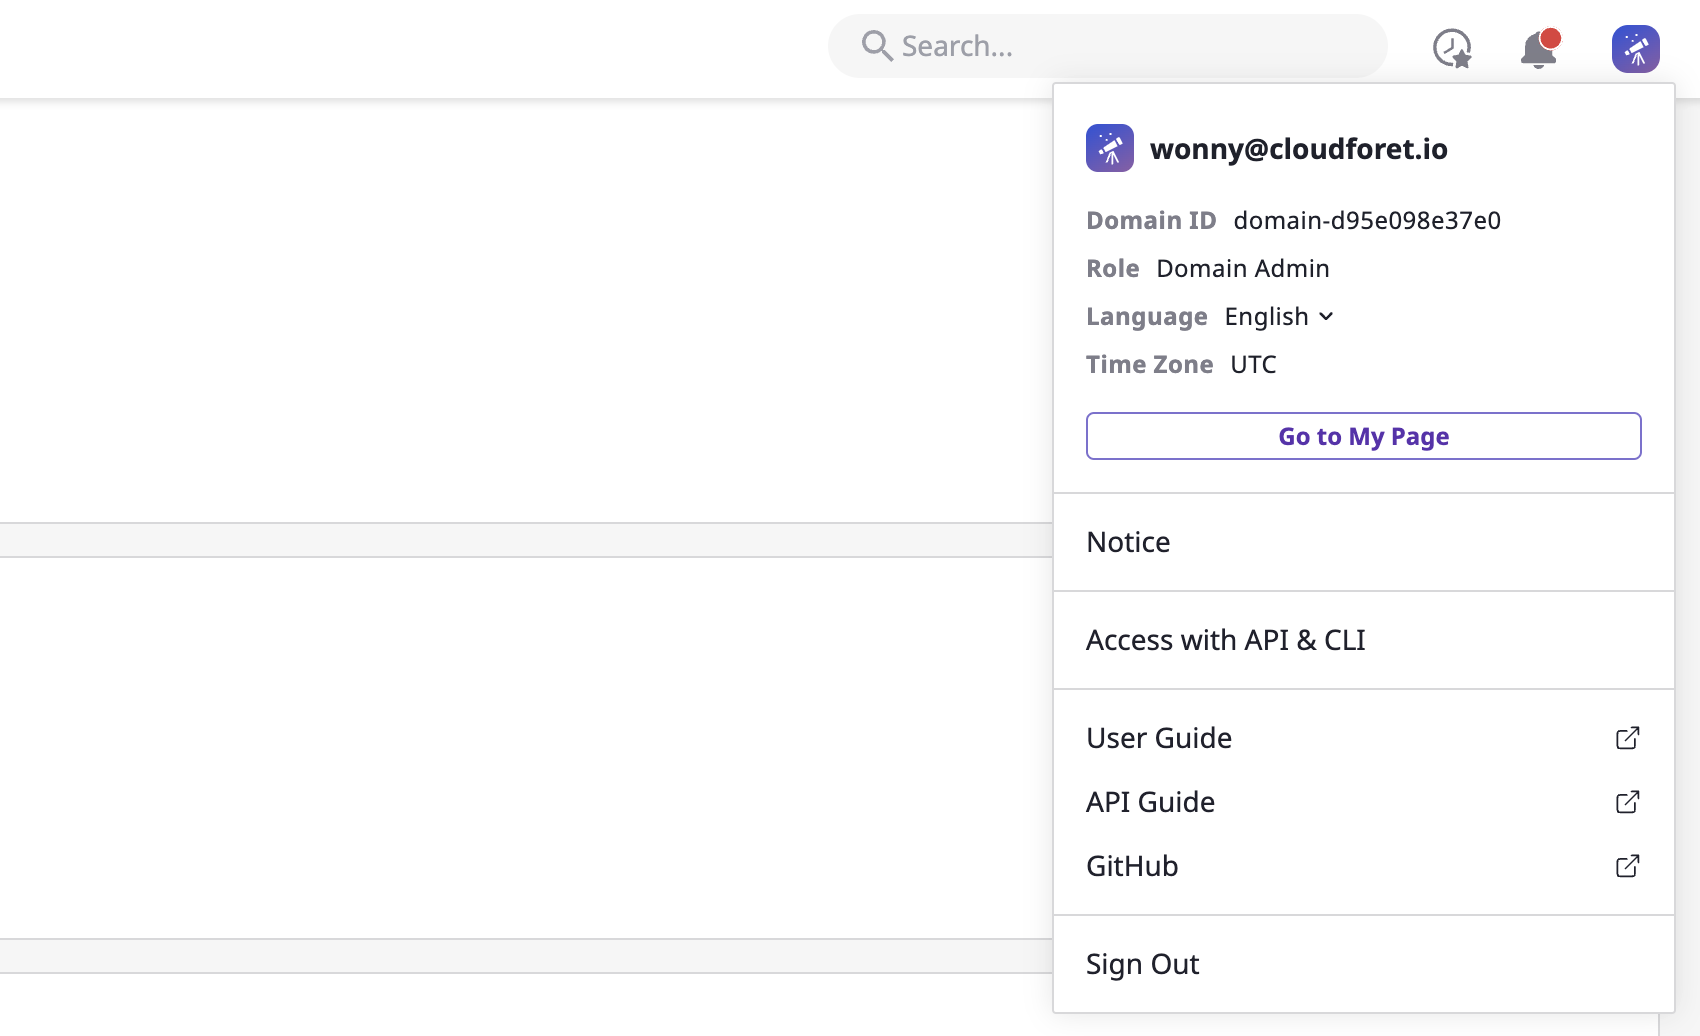 Search...
wonny@cloudforet.io
Domain ID domain-d95e098e37e0
Role Domain Admin
Language English
Time Zone UTC
Go to My Page
Notice
Access with API & CLI
User Guide
API Guide
GitHub
Sign Out